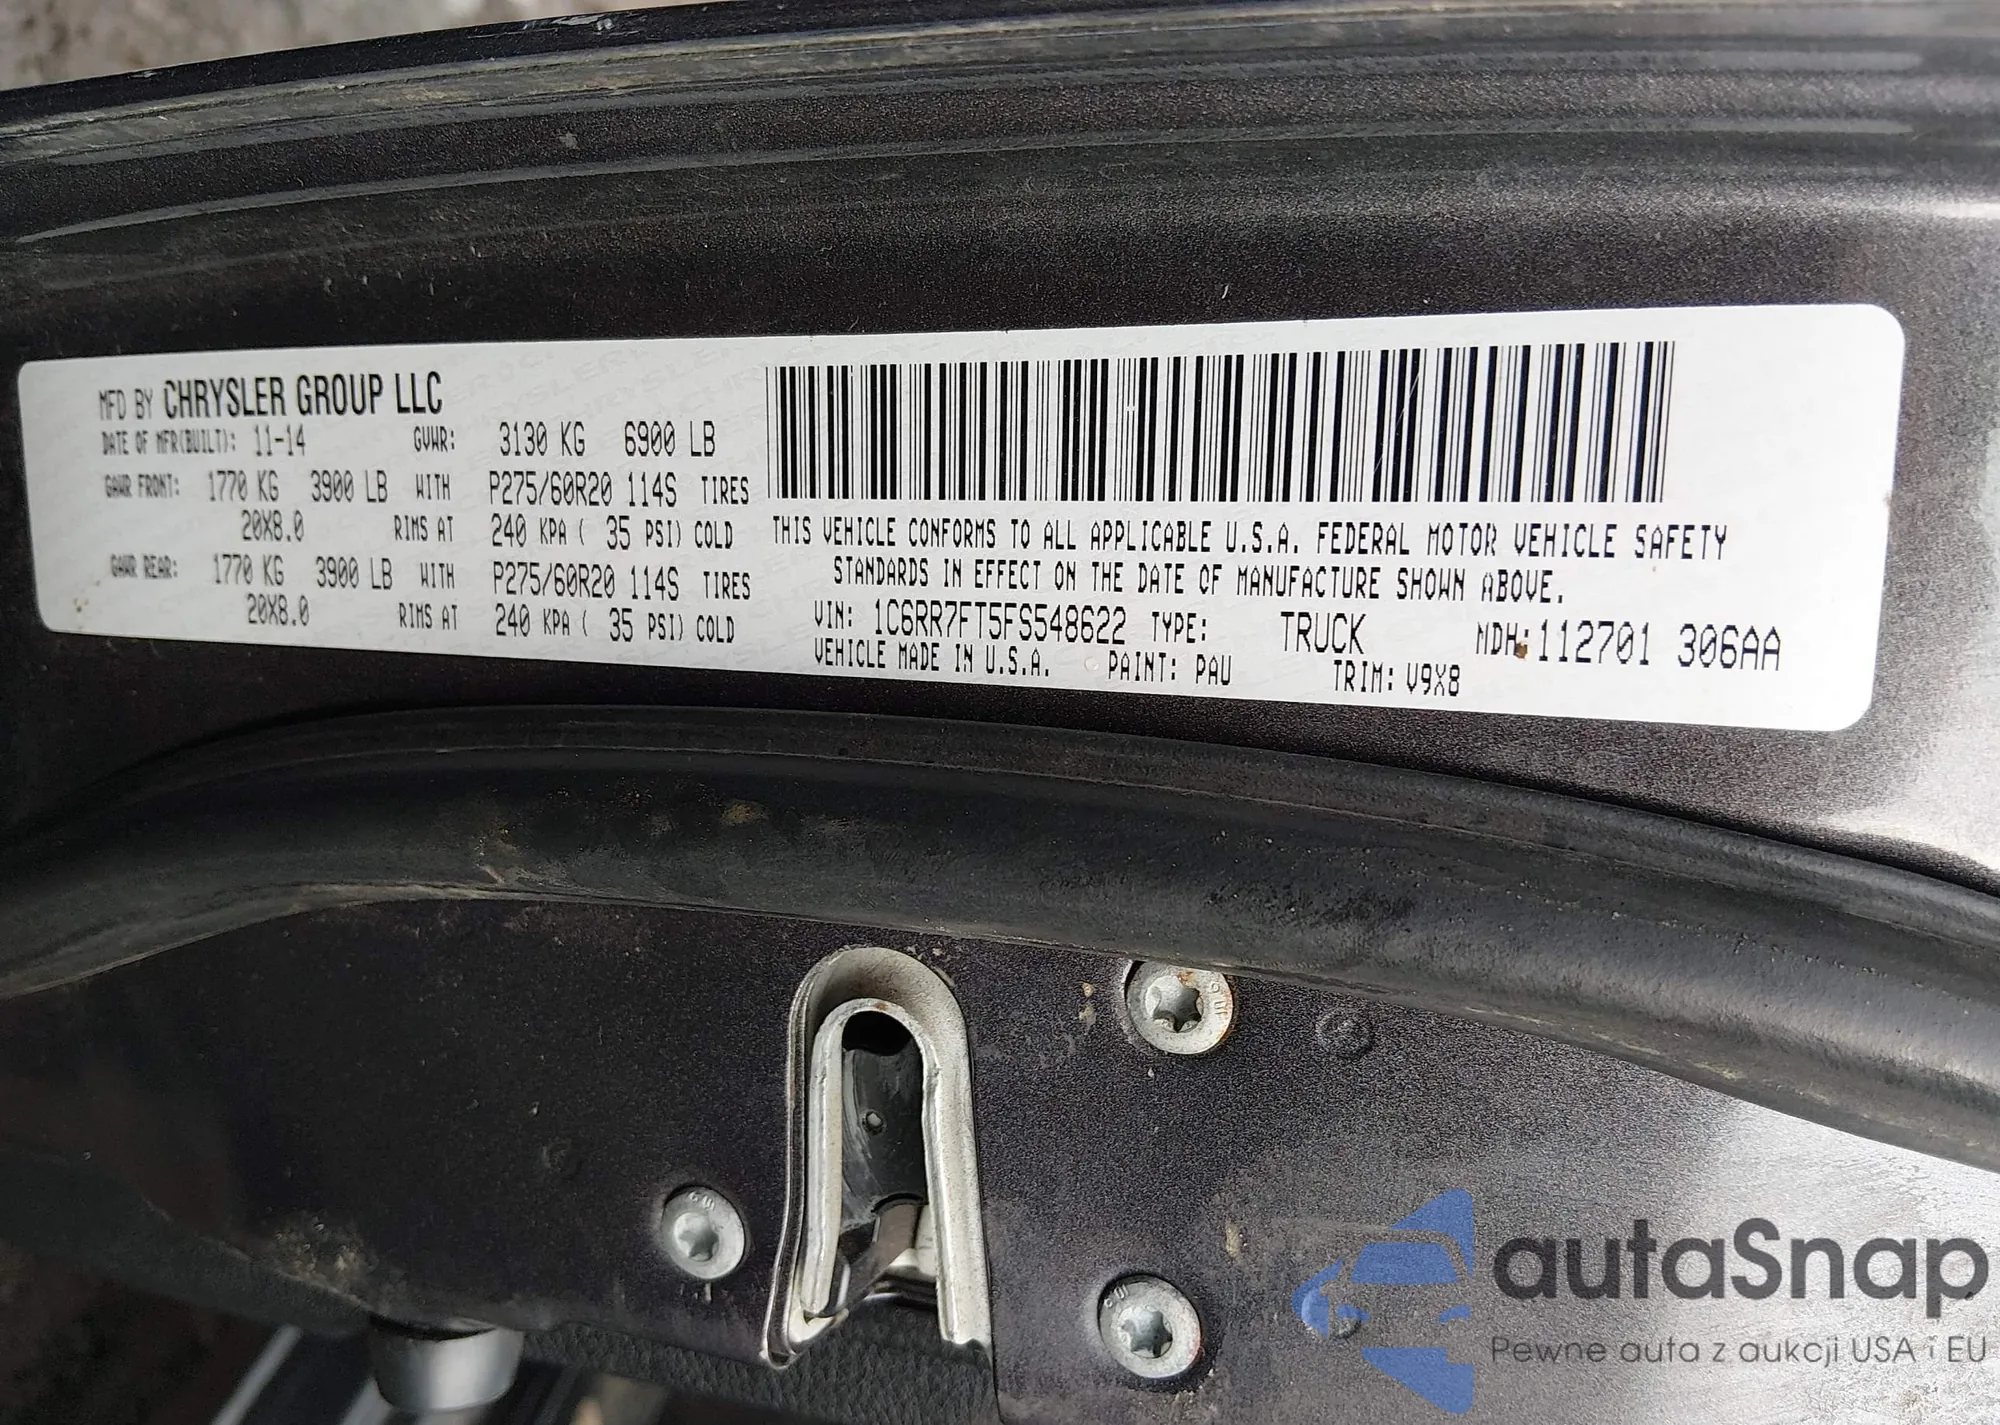 MFD BY CHRYSLER GROUP LLC
DATE OF MFR(BUILT): 11-14 GVWR: 3130 KG 6900 LB
GAWR FRONT: 1770 KG 3900 LB WITH P275/60R20 114S TIRES
20X8.0 RIMS AT 240 KPA ( 35 PSI) COLD
GAWR REAR: 1770 KG 3900 LB WITH P275/60R20 114S TIRES
20X8.0 RIMS AT 240 KPA ( 35 PSI) COLD
THIS VEHICLE CONFORMS TO ALL APPLICABLE U.S.A. FEDERAL MOTOR VEHICLE SAFETY
STANDARDS IN EFFECT ON THE DATE OF MANUFACTURE SHOWN ABOVE.
VIN: 1C6RR7FT5FS548622 TYPE: TRUCK MDH: 112701 306AA
VEHICLE MADE IN U.S.A. PAINT: PAU TRIM: V9X8
autaSnap
Pewne auta z aukcji USA i EU